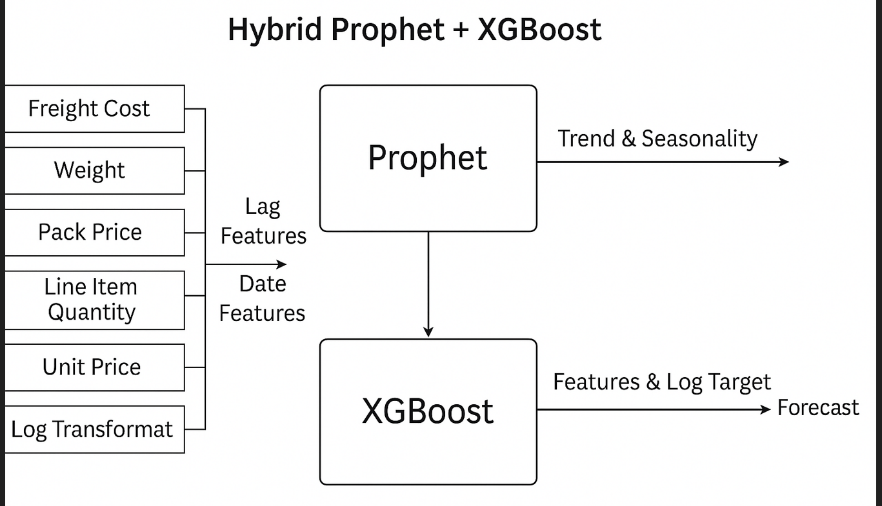 Hybrid Prophet + XGBoost
Freight Cost
Weight
Pack Price
Line Item
Quantity
Unit Price
Log Transformat
Lag
Features
Date
Features
Prophet
Trend & Seasonality
XGBoost
Features & Log Target
Forecast